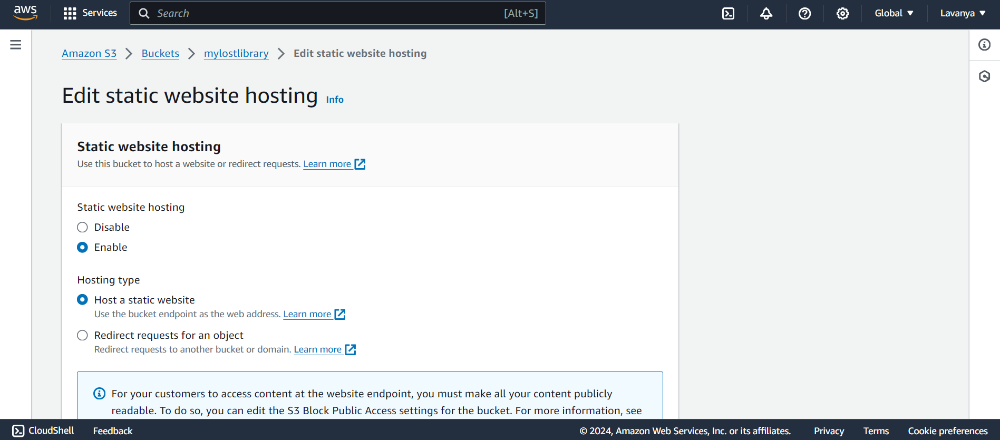 aws Services Search [Alt+S] Global Lavanya
Amazon S3 Buckets mylostlibrary Edit static website hosting
Edit static website hosting Info
Static website hosting
Use this bucket to host a website or redirect requests. Learn more
Static website hosting
Disable
Enable
Hosting type
Host a static website
Use the bucket endpoint as the web address. Learn more
Redirect requests for an object
Redirect requests to another bucket or domain. Learn more
For your customers to access content at the website endpoint, you must make all your content publicly
readable. To do so, you can edit the S3 Block Public Access settings for the bucket. For more information, see
CloudShell Feedback © 2024, Amazon Web Services, Inc. or its affiliates. Privacy Terms Cookie preferences